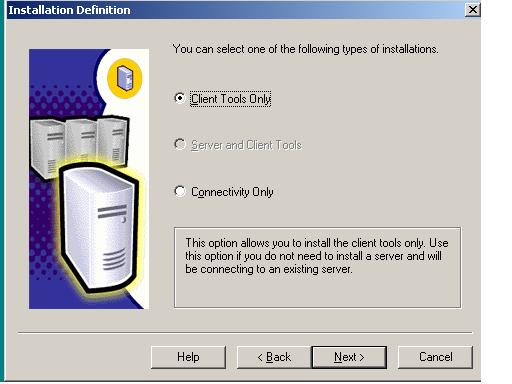 Installation Definition
You can select one of the following types of installations.
Client Tools Only
Server and Client Tools
Connectivity Only
This option allows you to install the client tools only. Use
this option if you do not need to install a server and will
be connecting to an existing server.
Help
< Back
Next >
Cancel